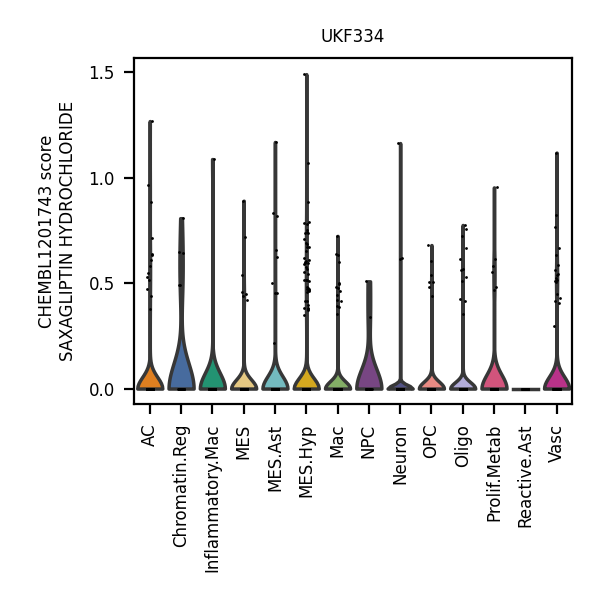 UKF334
CHEMBL1201743 score
SAXAGLIPTIN HYDROCHLORIDE
1.5
1.0
0.5
0.0
AC
Chromatin.Reg
Inflammatory.Mac
MES
MES.Ast
MES.Hyp
Mac
NPC
Neuron
OPC
Oligo
Prolif.Metab
Reactive.Ast
Vasc